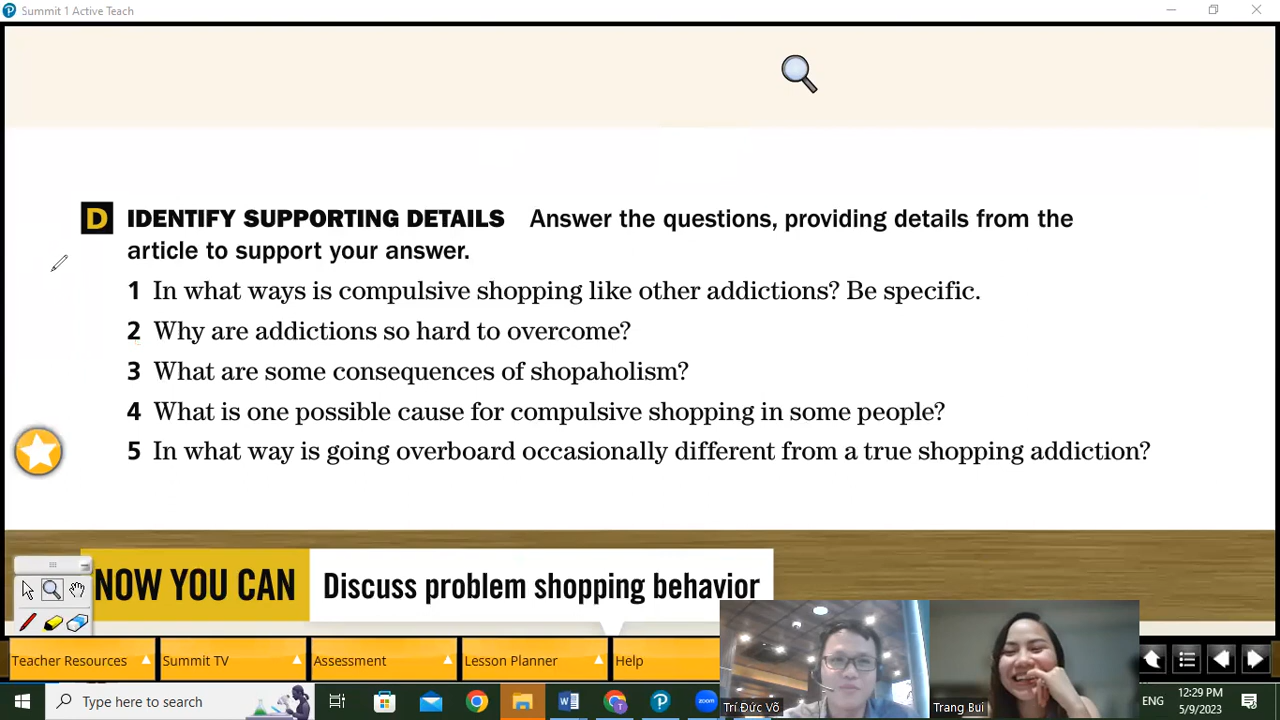 Summit 1 Active Teach
D IDENTIFY SUPPORTING DETAILS Answer the questions, providing details from the
article to support your answer.
1 In what ways is compulsive shopping like other addictions? Be specific.
2 Why are addictions so hard to overcome?
3 What are some consequences of shopaholism?
4 What is one possible cause for compulsive shopping in some people?
5 In what way is going overboard occasionally different from a true shopping addiction?
NOW YOU CAN Discuss problem shopping behavior
Teacher Resources Summit TV Assessment Lesson Planner Help
Trí Đức Võ Trang Bui
Type here to search zoom ENG 12:29 PM
5/9/2023